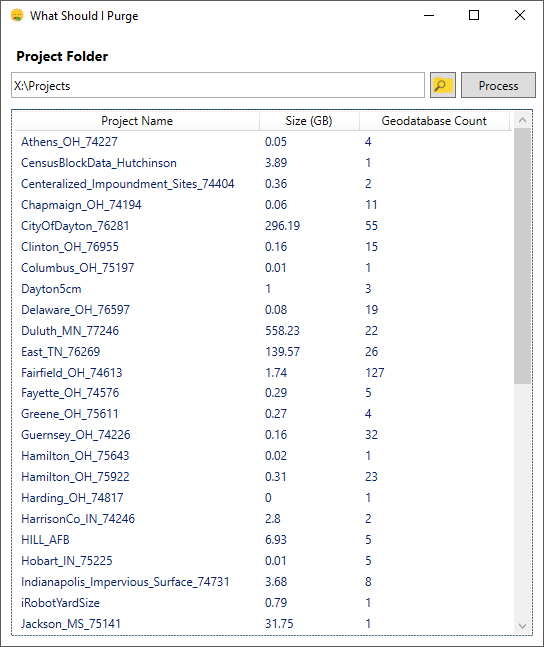 What Should I Purge
Project Folder
X:\Projects
Process
Project Name Size (GB) Geodatabase Count
Athens_OH_74227 0.05 4
CensusBlockData_Hutchinson 3.89 1
Centeralized_Impoundment_Sites_74404 0.36 2
Chapmaign_OH_74194 0.06 11
CityOfDayton_76281 296.19 55
Clinton_OH_76955 0.16 15
Columbus_OH_75197 0.01 1
Dayton5cm 1 3
Delaware_OH_76597 0.08 19
Duluth_MN_77246 558.23 22
East_TN_76269 139.57 26
Fairfield_OH_74613 1.74 127
Fayette_OH_74576 0.29 5
Greene_OH_75611 0.27 4
Guernsey_OH_74226 0.16 32
Hamilton_OH_75643 0.02 1
Hamilton_OH_75922 0.31 23
Harding_OH_74817 0 1
HarrisonCo_IN_74246 2.8 2
HILL_AFB 6.93 5
Hobart_IN_75225 0.01 5
Indianapolis_Impervious_Surface_74731 3.68 8
iRobotYardSize 0.79 1
Jackson_MS_75141 31.75 1